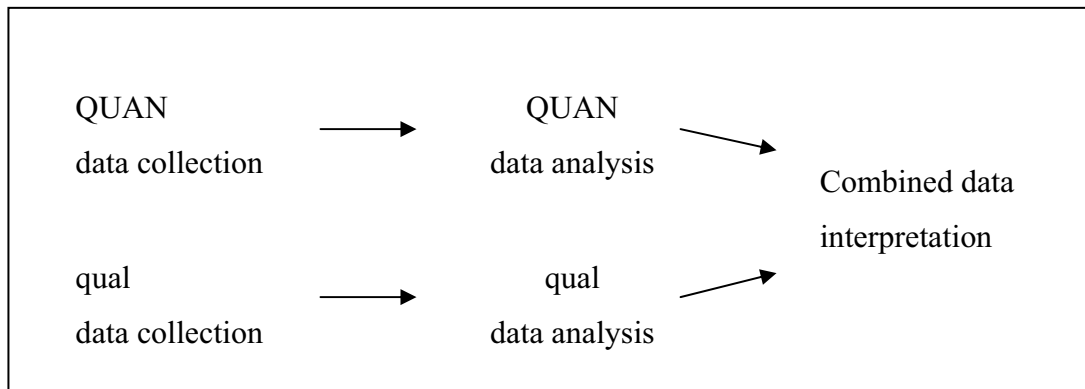 QUAN
data collection
QUAN
data analysis
qual
data collection
qual
data analysis
Combined data
interpretation